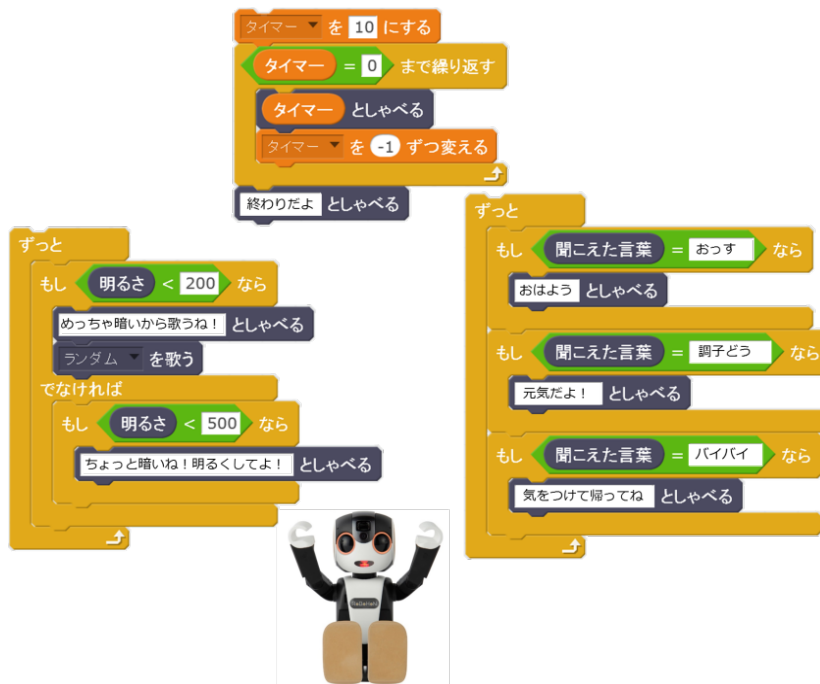 タイマー を 10 にする
タイマー = 0 まで繰り返す
タイマー としゃべる
タイマー を -1 ずつ変える
終わりだよ としゃべる
ずっと
もし 明るさ < 200 なら
めっちゃ暗いから歌うね！ としゃべる
ランダム を歌う
でなければ
もし 明るさ < 500 なら
ちょっと暗いね！明るくしてよ！ としゃべる
ずっと
もし 聞こえた言葉 = おっす なら
おはよう としゃべる
もし 聞こえた言葉 = 調子どう なら
元気だよ！ としゃべる
もし 聞こえた言葉 = バイバイ なら
気をつけて帰ってね としゃべる